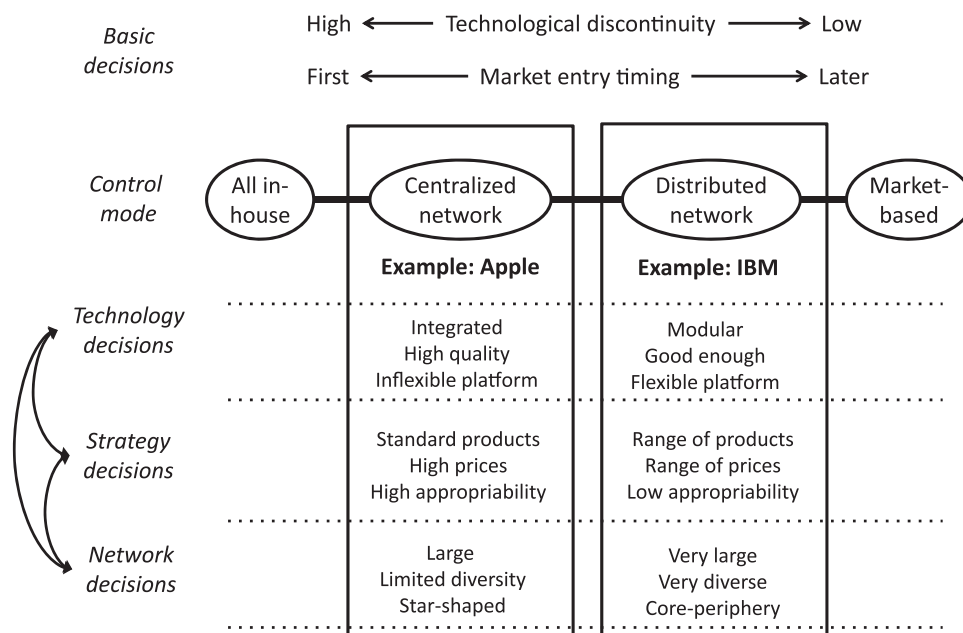 Basic
decisions
High Technological discontinuity Low
First Market entry timing Later
Control
mode
All in-
house
Centralized
network
Distributed
network
Market-
based
Example: Apple
Example: IBM
Technology
decisions
Integrated
High quality
Inflexible platform
Modular
Good enough
Flexible platform
Strategy
decisions
Standard products
High prices
High appropriability
Range of products
Range of prices
Low appropriability
Network
decisions
Large
Limited diversity
Star-shaped
Very large
Very diverse
Core-periphery